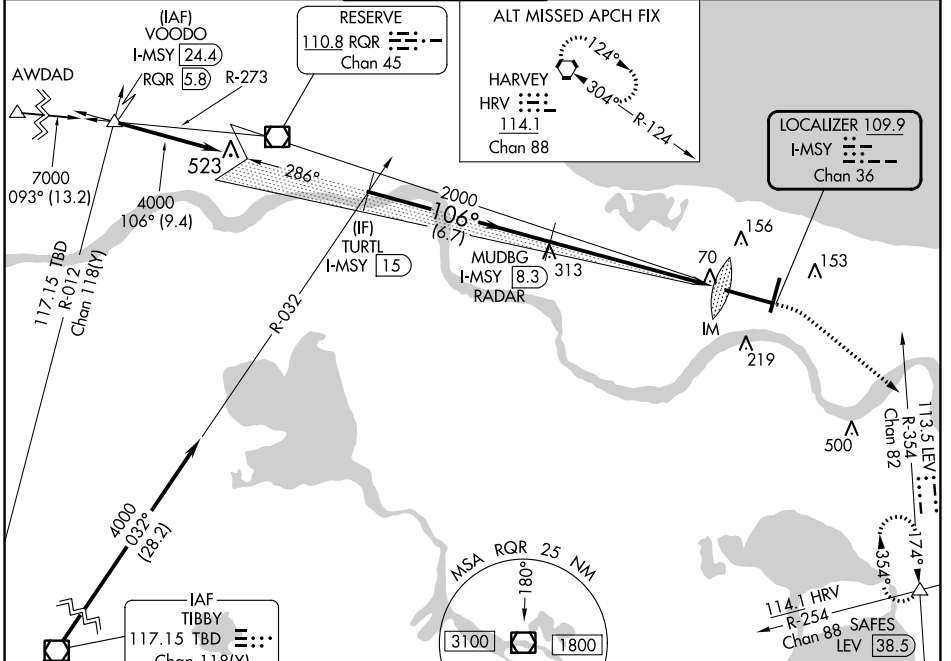 (IAF)
VOODO
I-MSY 24.4
RQR 5.8
R-273
AWDAD
7000
093° (13.2)
4000
106° (9.4)
523
RESERVE
110.8 RQR
Chan 45
ALT MISSED APCH FIX
124°
HARVEY
HRV
114.1
Chan 88
304°
R-124
LOCALIZER 109.9
I-MSY
Chan 36
286°
2000
106°
(6.7)
(IF)
TURTL
I-MSY 15
MUDBG
I-MSY 8.3
RADAR
313
70
156
153
IM
219
500
117.15 TBD
R-012
Chan 118(Y)
R-032
4000
032°
(28.2)
IAF
TIBBY
117.15 TBD
Chan 118(Y)
MSA RQR 25 NM
180°
3100
1800
113.5 LEV
R-354
Chan 82
354°
174°
114.1 HRV
R-254
Chan 88
SAFES
LEV 38.5